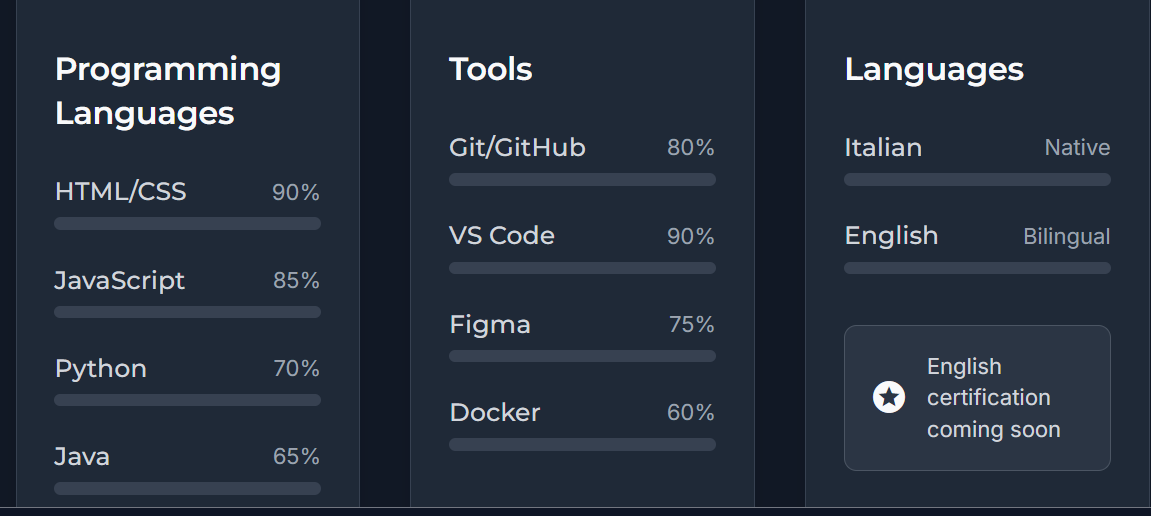 Programming
Languages
HTML/CSS 90%
JavaScript 85%
Python 70%
Java 65%
Tools
Git/GitHub 80%
VS Code 90%
Figma 75%
Docker 60%
Languages
Italian Native
English Bilingual
English
certification
coming soon